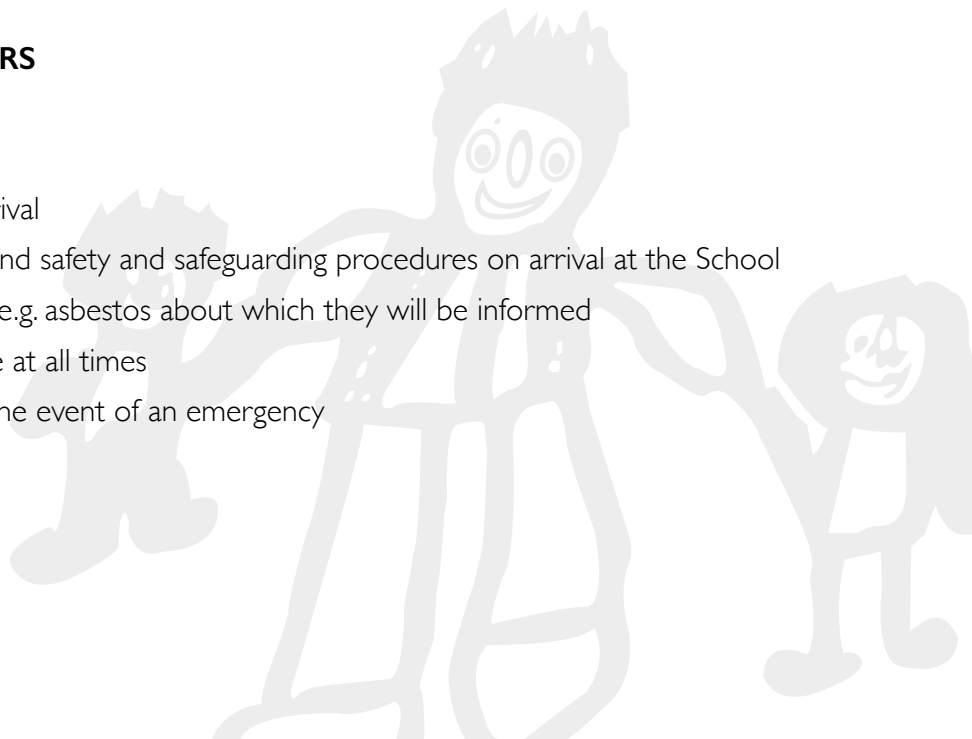 RS
ival
nd safety and safeguarding procedures on arrival at the School
e.g. asbestos about which they will be informed
e at all times
he event of an emergency